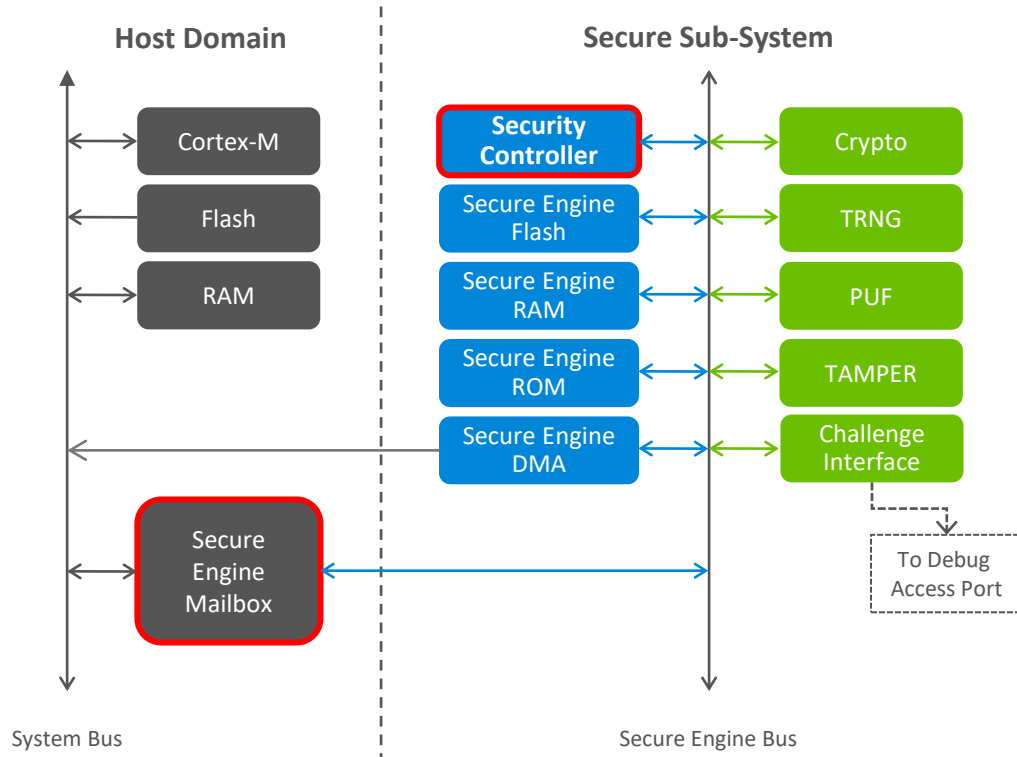 Host Domain
Secure Sub-System
Cortex-M
Flash
RAM
Secure
Engine
Mailbox
Security
Controller
Secure Engine
Flash
Secure Engine
RAM
Secure Engine
ROM
Secure Engine
DMA
Crypto
TRNG
PUF
TAMPER
Challenge
Interface
To Debug
Access Port
System Bus
Secure Engine Bus